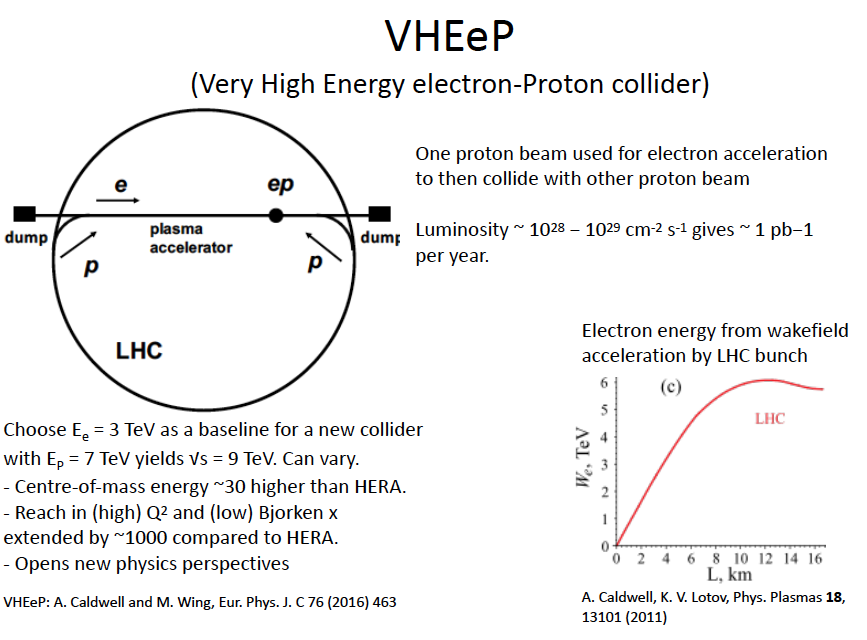 VHEeP
(Very High Energy electron-Proton collider)
e
ep
dump
plasma
accelerator
dump
p
p
LHC
One proton beam used for electron acceleration
to then collide with other proton beam
Luminosity ~ 10²⁸ – 10²⁹ cm⁻² s⁻¹ gives ~ 1 pb–1
per year.
Electron energy from wakefield
acceleration by LHC bunch
(c)
LHC
6
5
4
3
2
1
0
Wₑ, TeV
0 2 4 6 8 10 12 14 16
L, km
Choose Eₑ = 3 TeV as a baseline for a new collider
with Eₚ = 7 TeV yields √s = 9 TeV. Can vary.
- Centre-of-mass energy ~30 higher than HERA.
- Reach in (high) Q² and (low) Bjorken x
extended by ~1000 compared to HERA.
- Opens new physics perspectives
VHEeP: A. Caldwell and M. Wing, Eur. Phys. J. C 76 (2016) 463
A. Caldwell, K. V. Lotov, Phys. Plasmas 18,
13101 (2011)